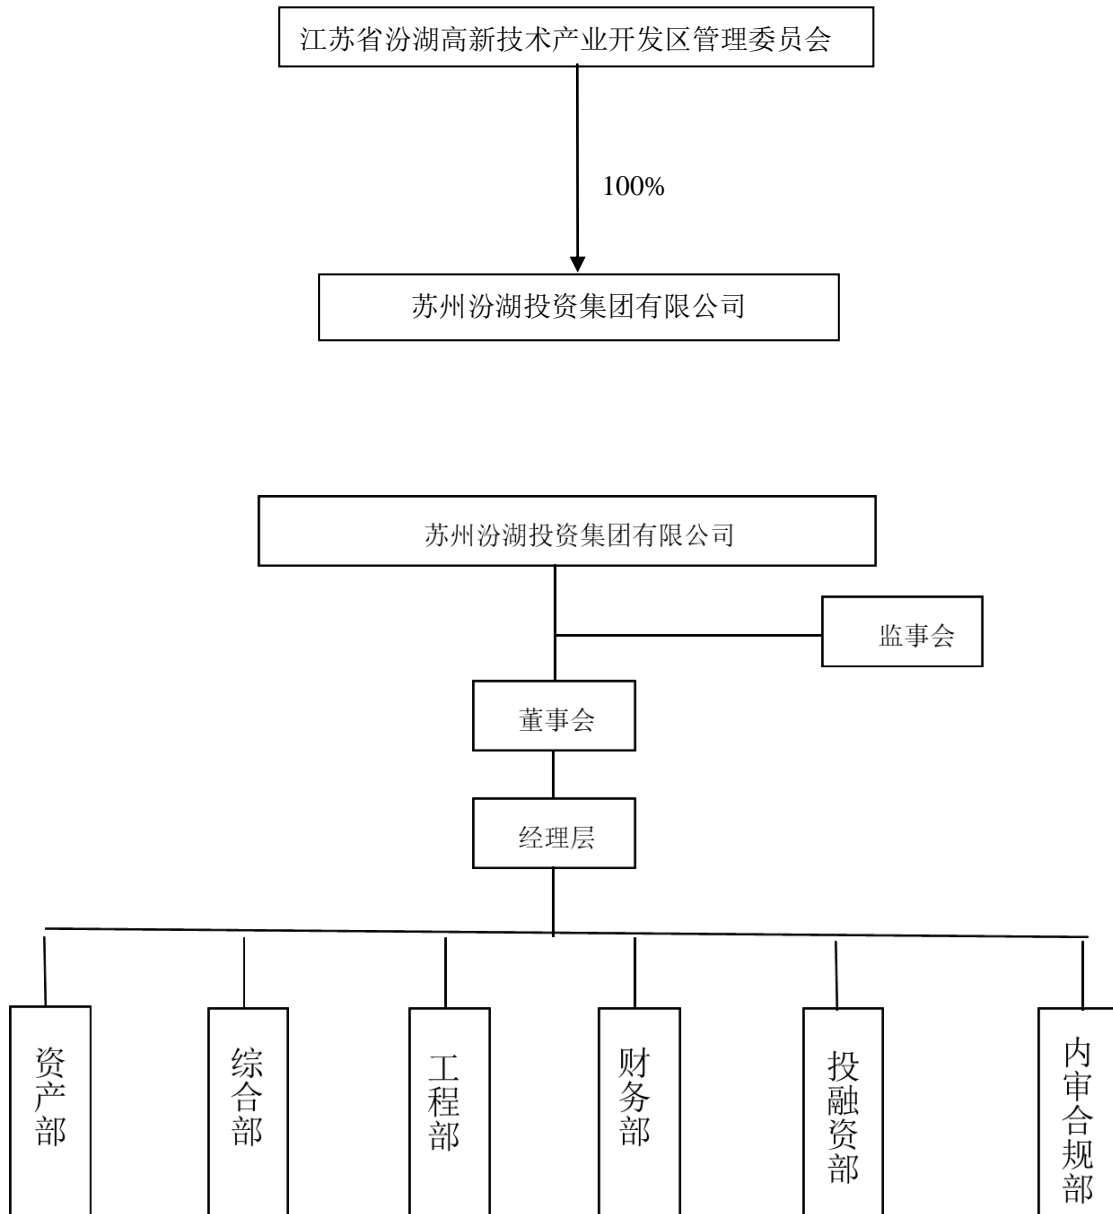 江苏省汾湖高新技术产业开发区管理委员会
100%
苏州汾湖投资集团有限公司
苏州汾湖投资集团有限公司
监事会
董事会
经理层
资产部
综合部
工程部
财务部
投融资部
内审合规部